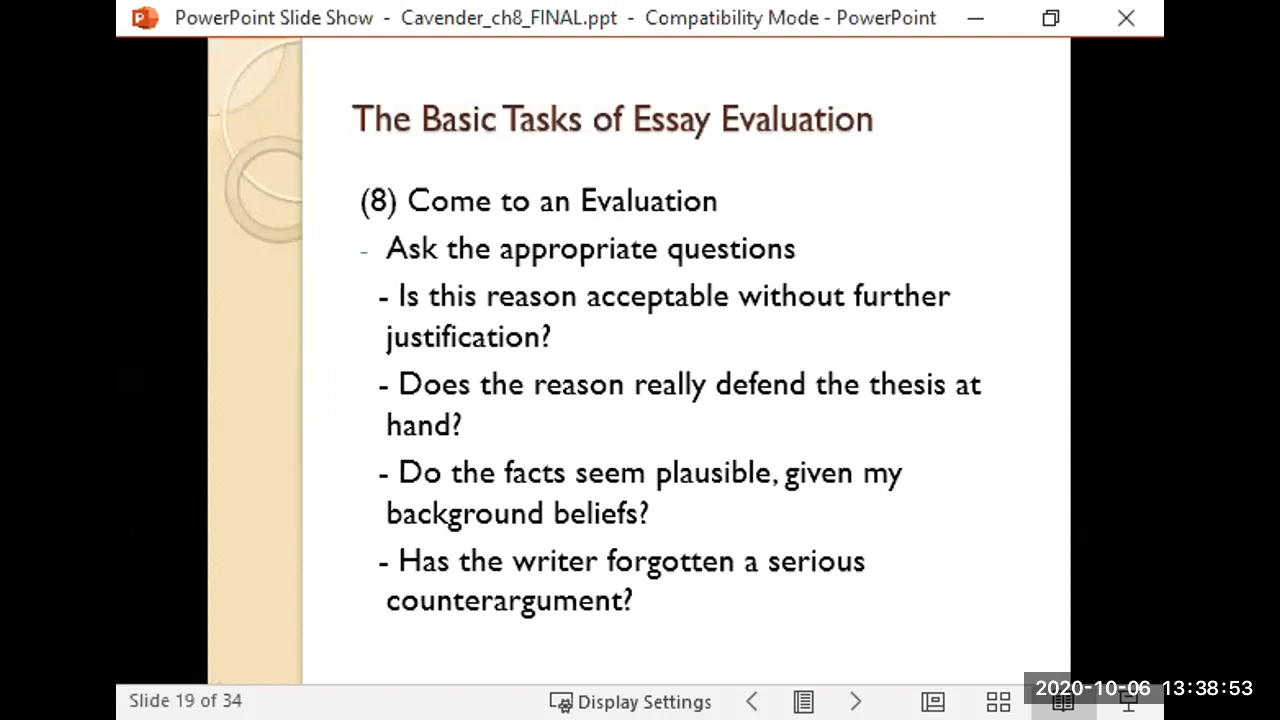 PowerPoint Slide Show - Cavender_ch8_FINAL.ppt - Compatibility Mode - PowerPoint
The Basic Tasks of Essay Evaluation
(8) Come to an Evaluation
- Ask the appropriate questions
- Is this reason acceptable without further
justification?
- Does the reason really defend the thesis at
hand?
- Do the facts seem plausible, given my
background beliefs?
- Has the writer forgotten a serious
counterargument?
Slide 19 of 34
Display Settings
2020-10-06 13:38:53